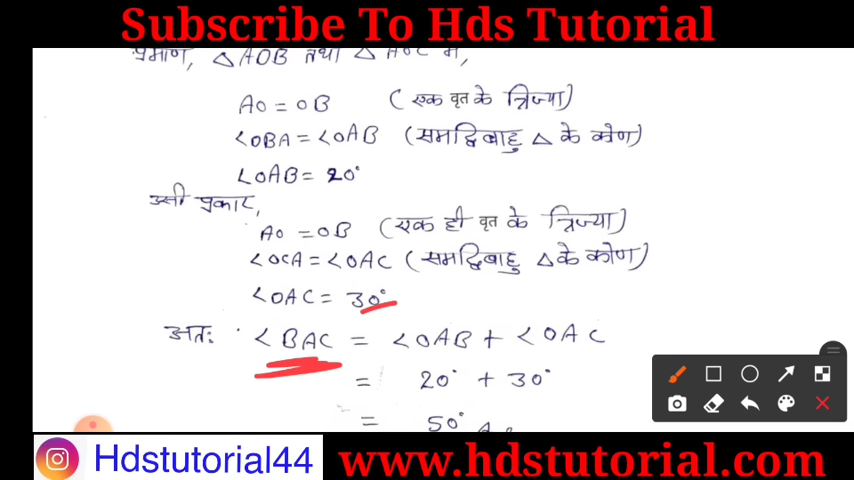 Subscribe To Hds Tutorial
प्रमाण, △AOB तथा △AOC में,
AO = OB (एक वृत के त्रिज्या)
∠OBA = ∠OAB (समद्विबाहु △ के कोण)
∠OAB = 20°
उसी प्रकार,
AO = OB (एक ही वृत के त्रिज्या)
∠OCA = ∠OAC (समद्विबाहु △ के कोण)
∠OAC = 30°
अतः ∠BAC = ∠OAB + ∠OAC
= 20° + 30°
= 50°
Hdstutorial44 www.hdstutorial.com